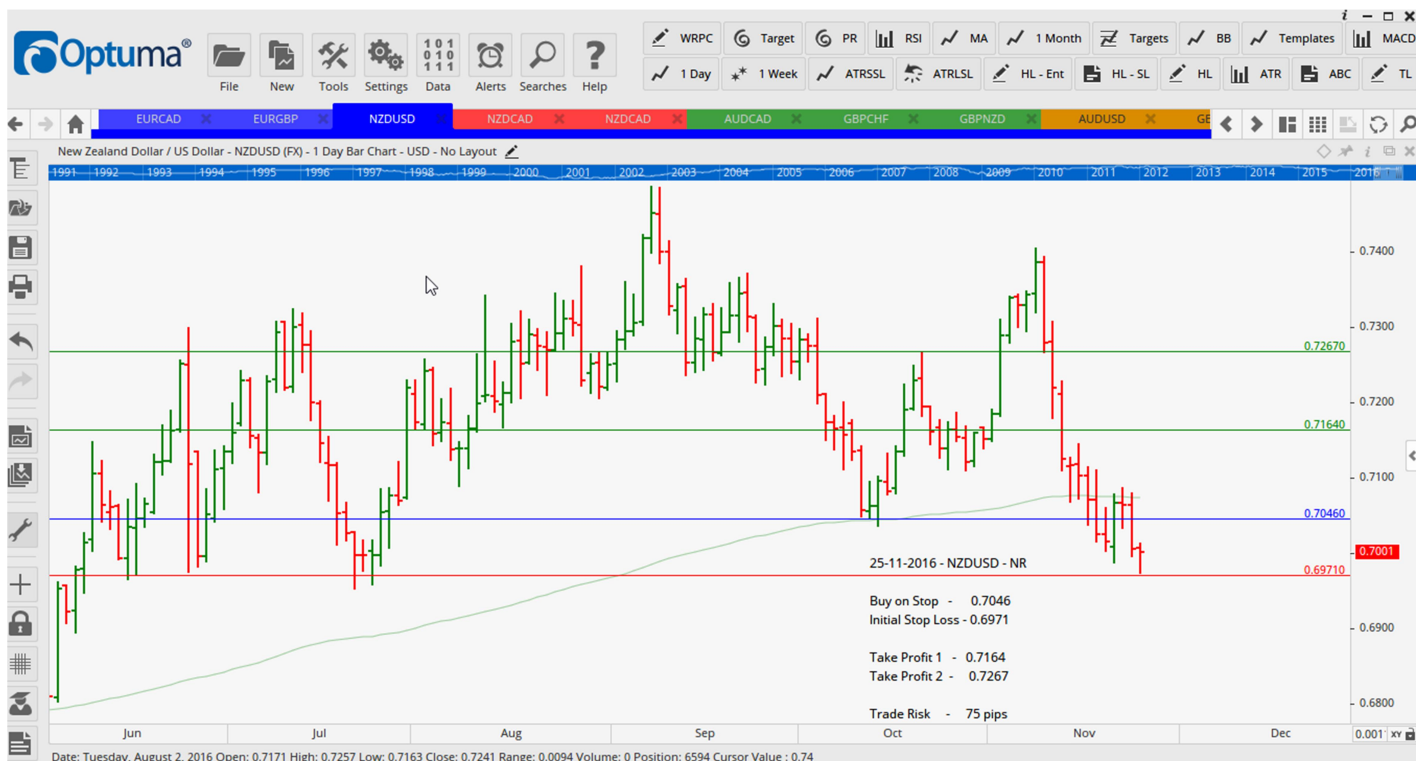 Optuma®
File New Tools Settings Data Alerts Searches Help
101
010
111
WRPC Target PR RSI MA 1 Month Targets BB Templates MACD
1 Day 1 Week ATRSSL ATRLSL HL - Ent HL - SL HL ATR ABC TL
EURCAD EURGBP NZDUSD NZDCAD NZDCAD AUDCAD GBPCHF GBPNZD AUDUSD GE
New Zealand Dollar / US Dollar - NZDUSD (FX) - 1 Day Bar Chart - USD - No Layout
1991 1992 1993 1994 1995 1996 1997 1998 1999 2000 2001 2002 2003 2004 2005 2006 2007 2008 2009 2010 2011 2012 2013 2014 2015 2016
0.7400
0.7300
0.72670
0.7200
0.71640
0.7100
0.70460
0.7001
0.69710
0.6900
0.6800
25-11-2016 - NZDUSD - NR
Buy on Stop - 0.7046
Initial Stop Loss - 0.6971
Take Profit 1 - 0.7164
Take Profit 2 - 0.7267
Trade Risk - 75 pips
Jun Jul Aug Sep Oct Nov Dec
0.001 XY
Date: Tuesday, August 2, 2016 Open: 0.7171 High: 0.7257 Low: 0.7163 Close: 0.7241 Range: 0.0094 Volume: 0 Position: 6594 Cursor Value : 0.74